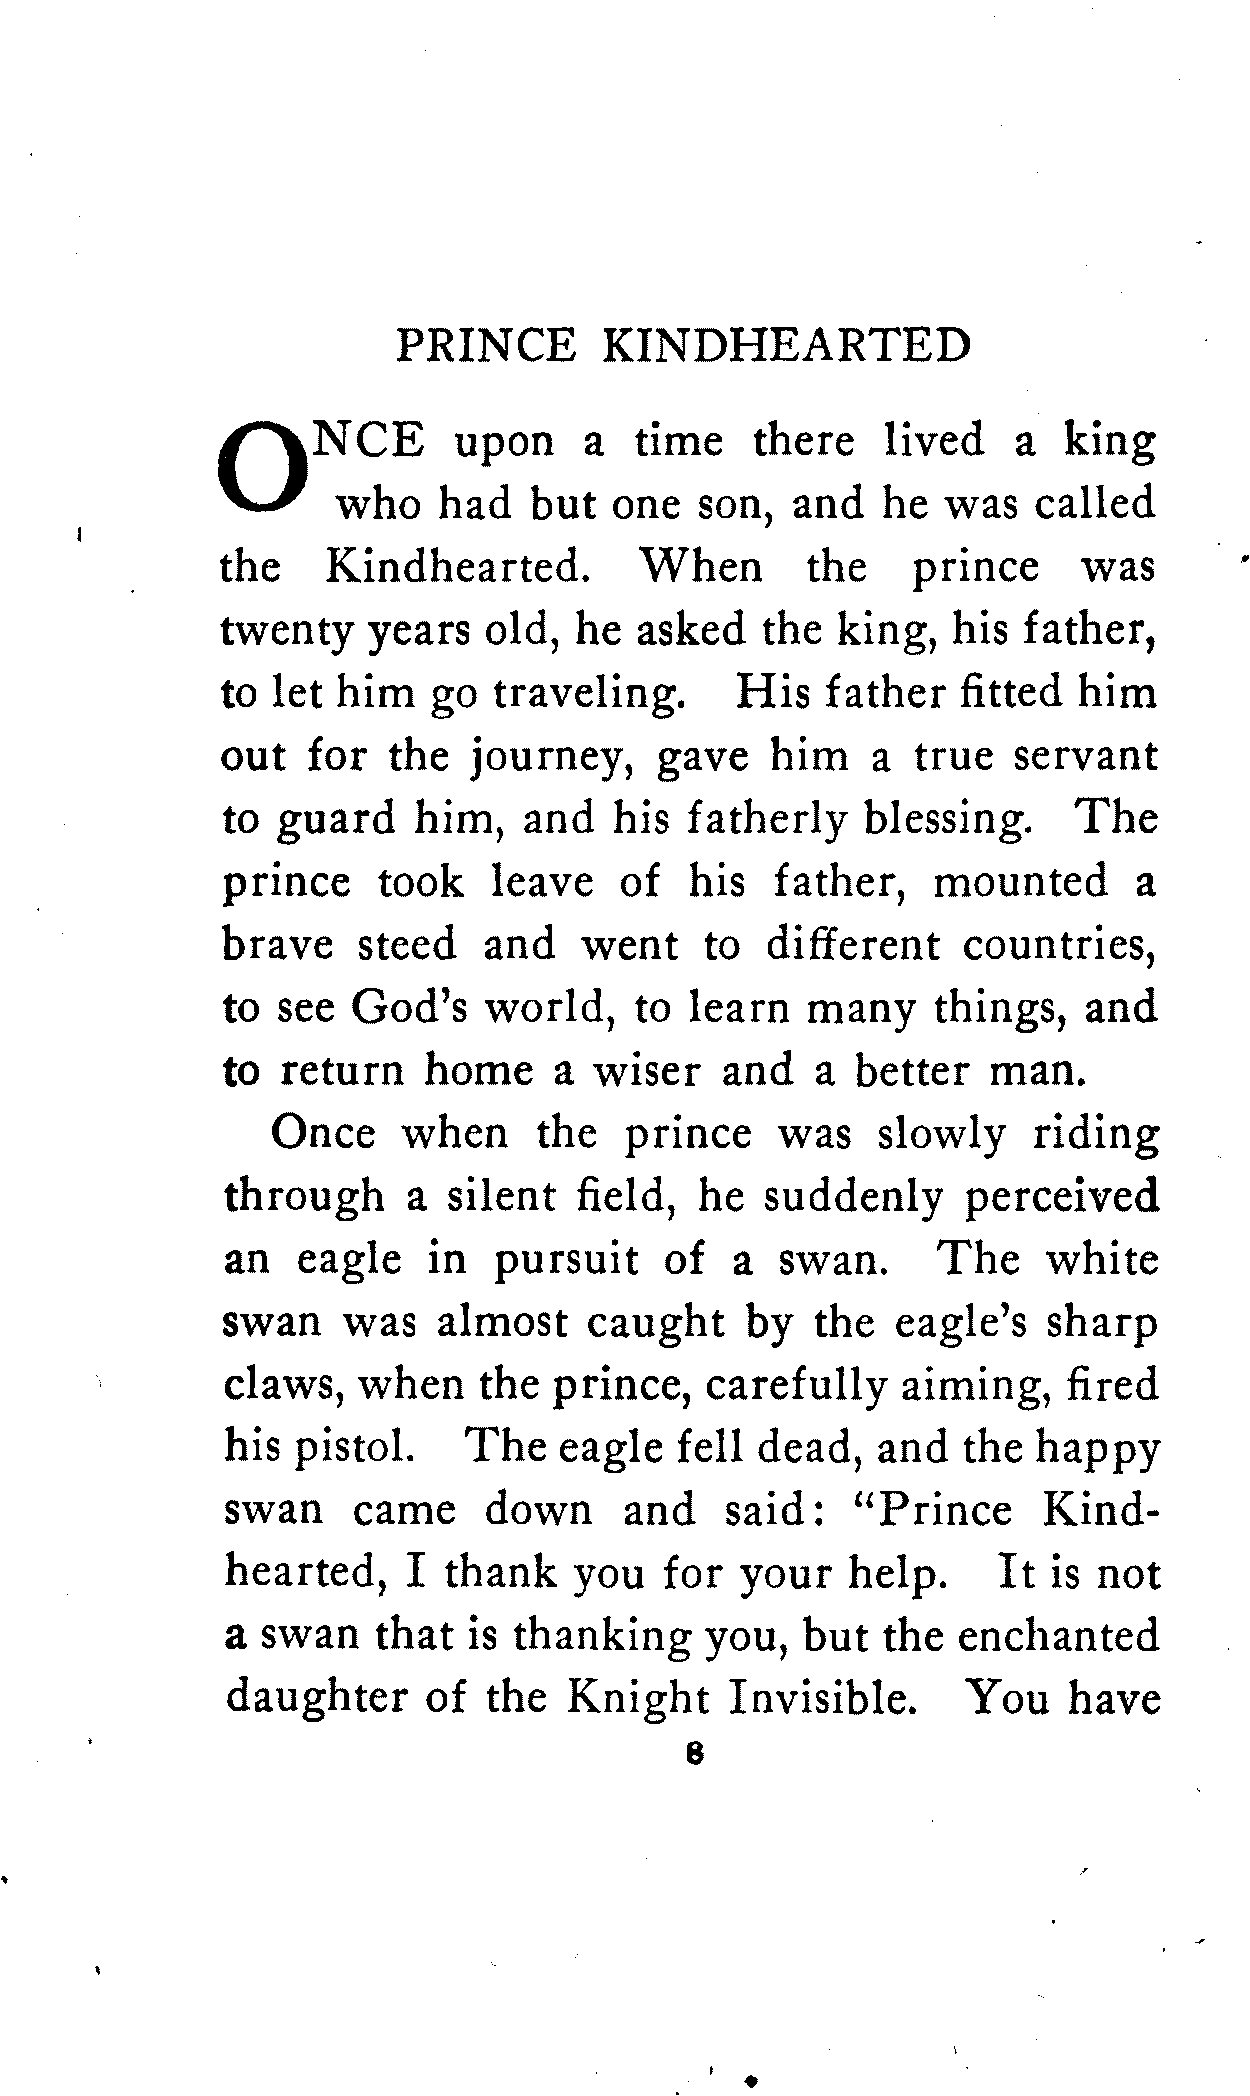 PRINCE KINDHEARTED
ONCE upon a time there lived a king
who had but one son, and he was called
the Kindhearted. When the prince was
twenty years old, he asked the king, his father,
to let him go traveling. His father fitted him
out for the journey, gave him a true servant
to guard him, and his fatherly blessing. The
prince took leave of his father, mounted a
brave steed and went to different countries,
to see God's world, to learn many things, and
to return home a wiser and a better man.
Once when the prince was slowly riding
through a silent field, he suddenly perceived
an eagle in pursuit of a swan. The white
swan was almost caught by the eagle's sharp
claws, when the prince, carefully aiming, fired
his pistol. The eagle fell dead, and the happy
swan came down and said: "Prince Kind-
hearted, I thank you for your help. It is not
a swan that is thanking you, but the enchanted
daughter of the Knight Invisible. You have
8